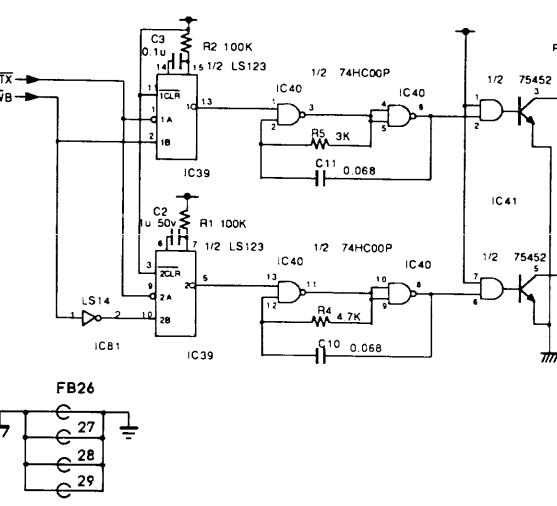 C3
0.1u
R2 100K
14
15
1/2 LS123
TX
WB
1
1CLR
1
1A
2
1B
1Q
13
IC39
1/2 74HC00P
IC40
1
2
3
IC40
4
5
6
R5 3K
C11
0.068
1/2 75452
1
2
3
IC41
C2
1u 50v
R1 100K
6
7
1/2 LS123
3
2CLR
9
2A
10
2B
2Q
5
IC39
LS14
1
2
IC81
1/2 74HC00P
IC40
13
12
11
IC40
10
9
8
R4 4.7K
C10 0.068
1/2 75452
7
6
5
FB26
27
28
29